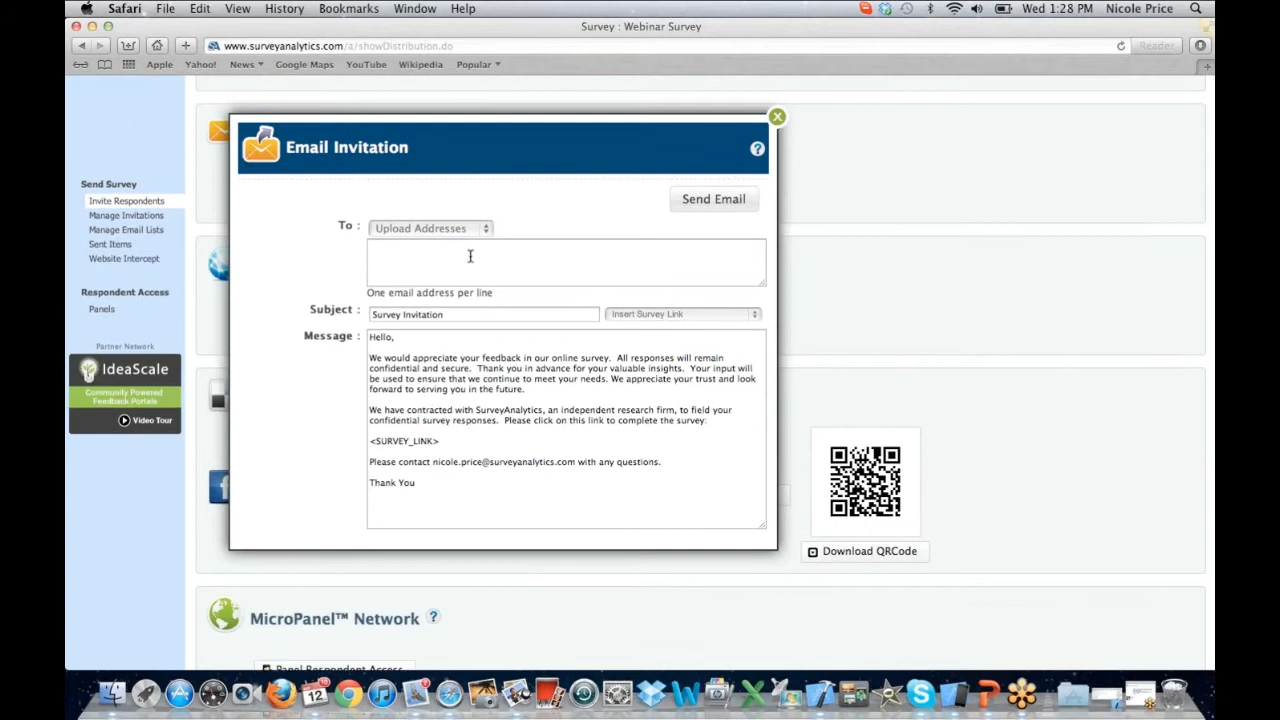 Safari File Edit View History Bookmarks Window Help Wed 1:28 PM Nicole Price
Survey : Webinar Survey
www.surveyanalytics.com/a/showDistribution.do Reader
Apple Yahoo! News Google Maps YouTube Wikipedia Popular
Email Invitation
Send Email
Send Survey
Invite Respondents
Manage Invitations
Manage Email Lists
Sent Items
Website Intercept
Respondent Access
Panels
Partner Network
IdeaScale
Community Powered
Feedback Portals
Video Tour
To : Upload Addresses
One email address per line
Subject : Survey Invitation Insert Survey Link
Message : Hello,
We would appreciate your feedback in our online survey. All responses will remain
confidential and secure. Thank you in advance for your valuable insights. Your input will
be used to ensure that we continue to meet your needs. We appreciate your trust and look
forward to serving you in the future.
We have contracted with SurveyAnalytics, an independent research firm, to field your
confidential survey responses. Please click on this link to complete the survey:
<SURVEY_LINK>
Please contact nicole.price@surveyanalytics.com with any questions.
Thank You
Download QRCode
MicroPanel™ Network ?
Panel Respondent Access